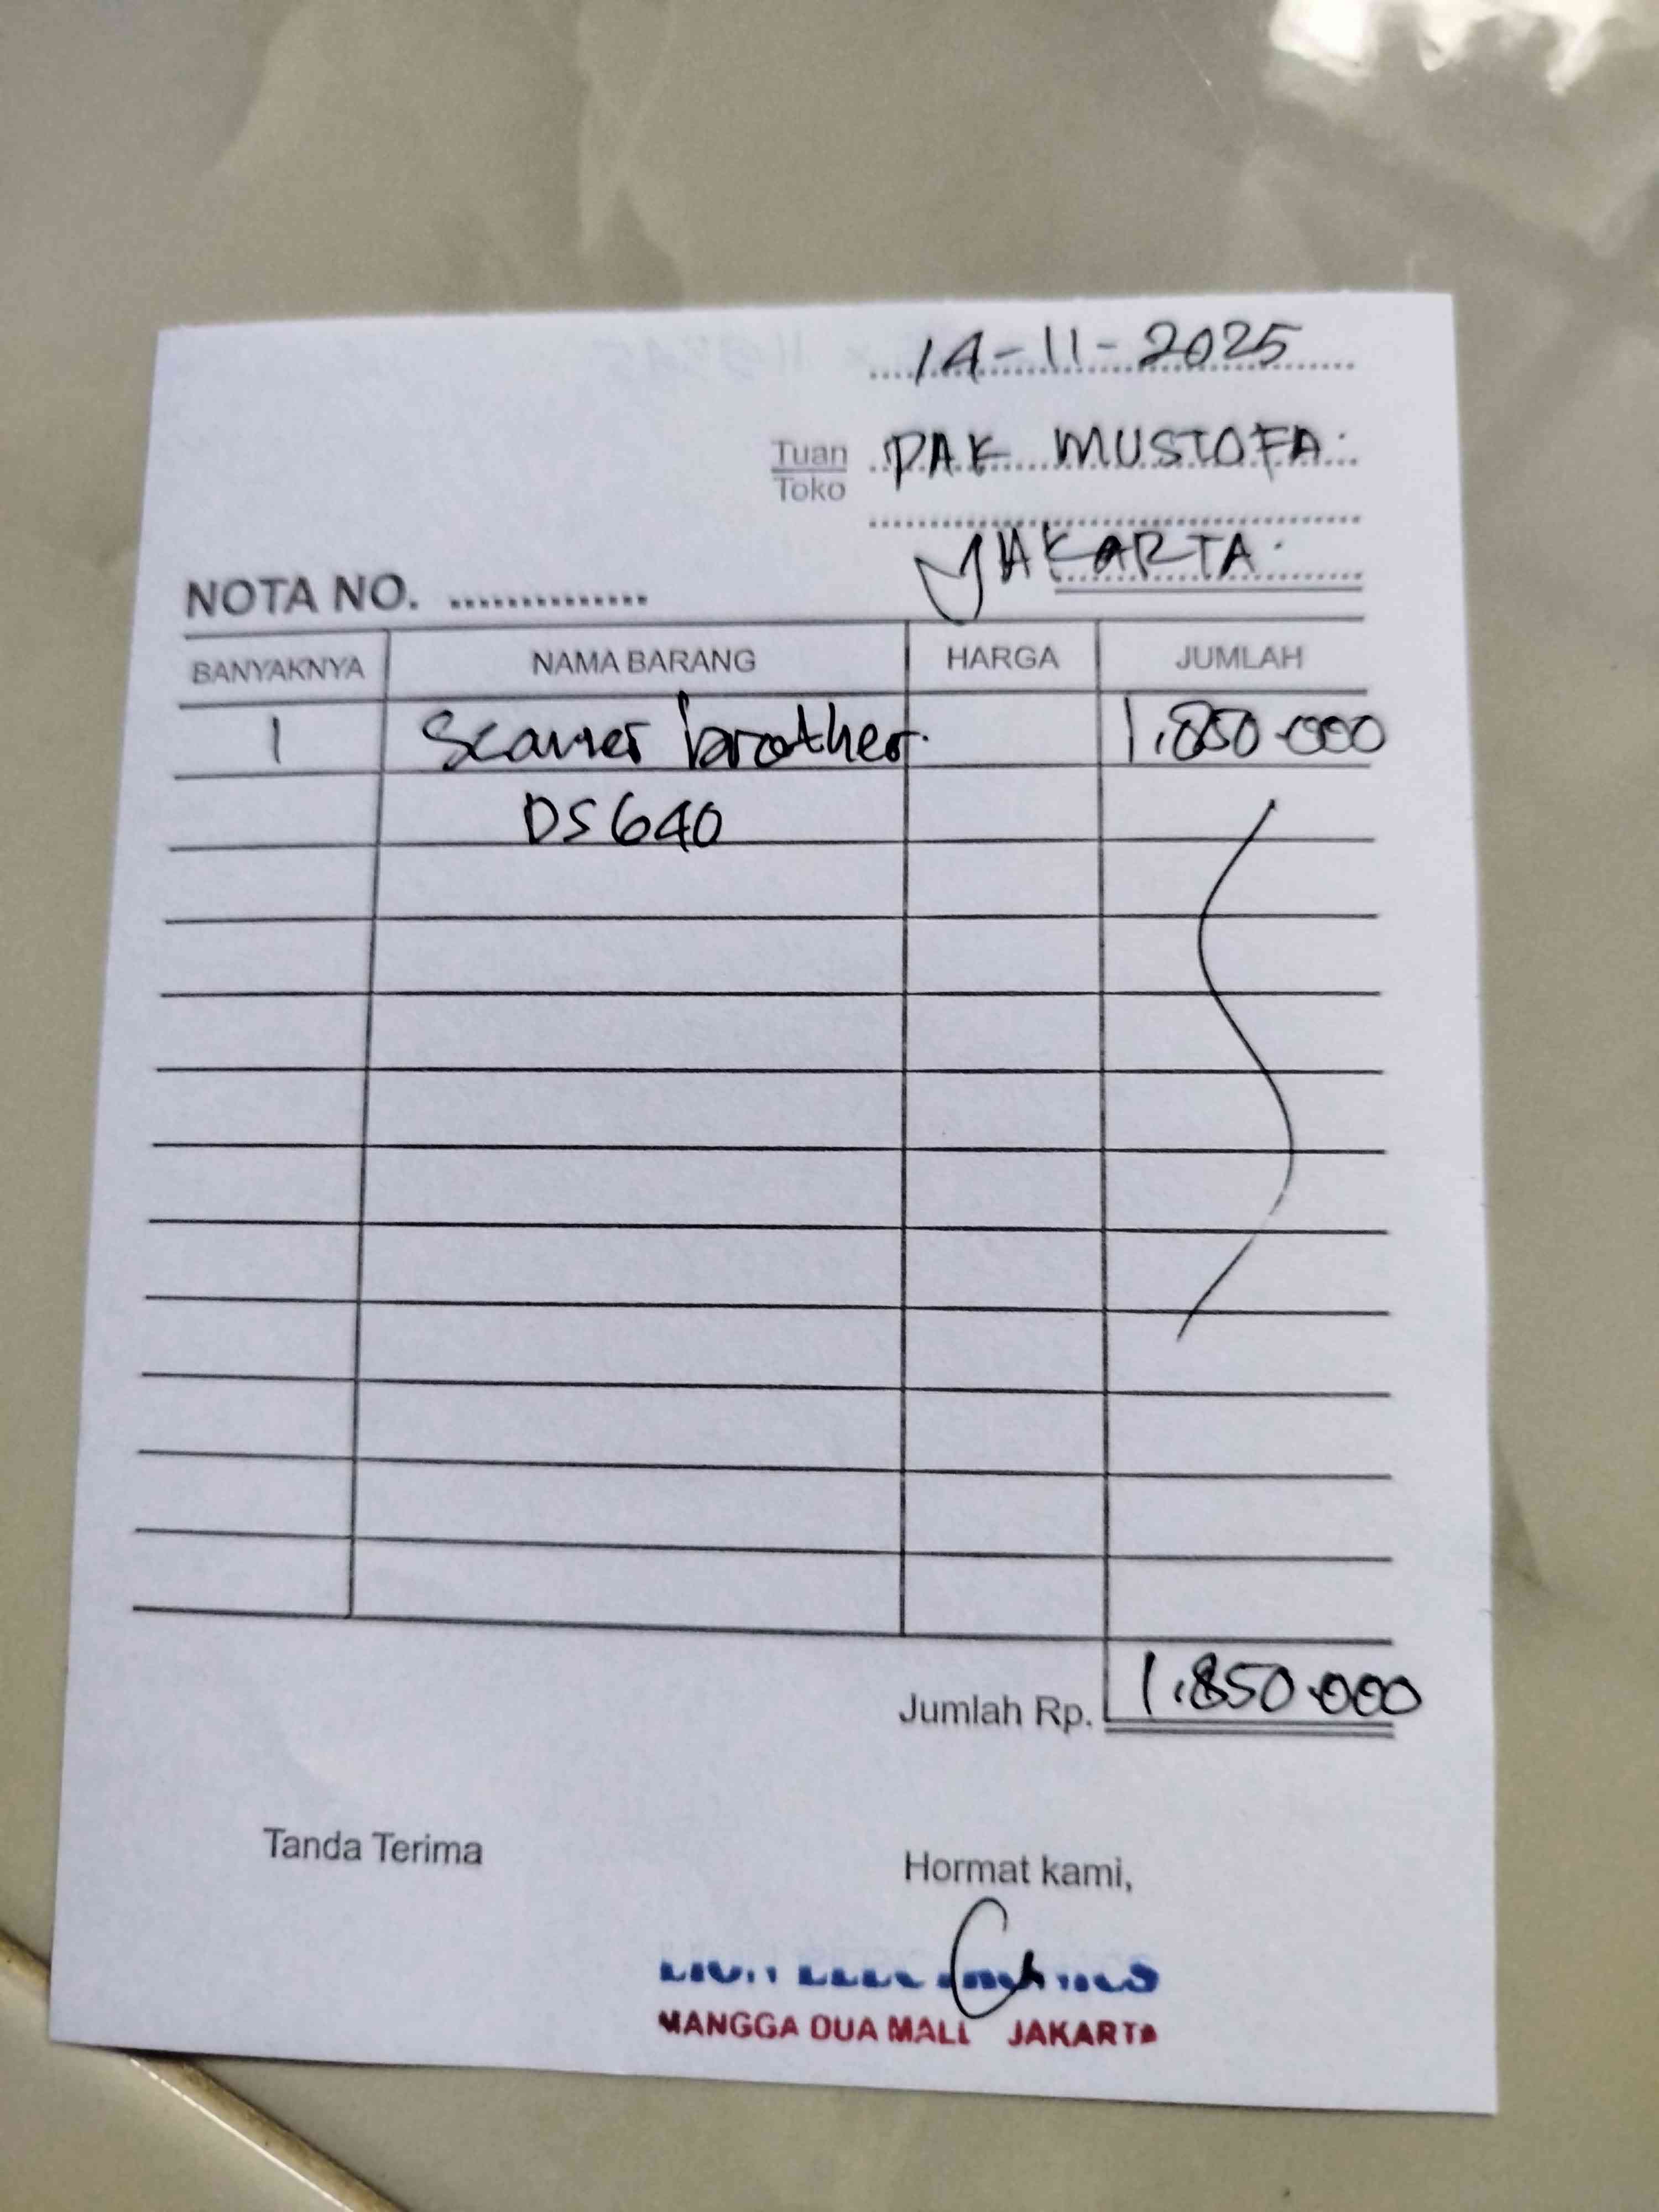 14-11-2025
Tuan PAK MUSTOFA.
Toko
JAKARTA.
NOTA NO. ...............
BANYAKNYA NAMA BARANG HARGA JUMLAH
1 Scanner brother. 1.850.000
DS640
Jumlah Rp. 1.850.000
Tanda Terima
Hormat kami,
MANGGA DUA MALL JAKARTA